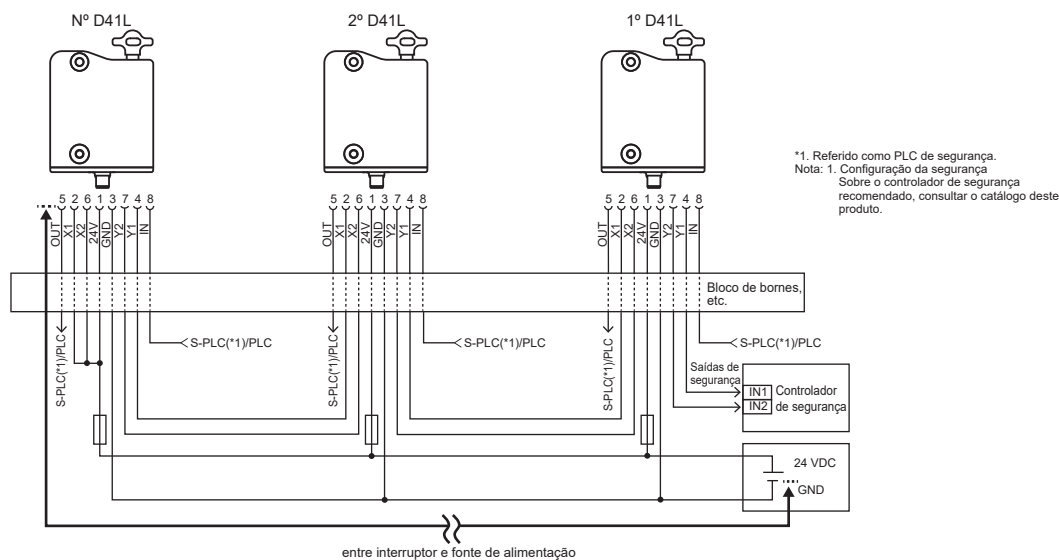 Nº D41L
2º D41L
1º D41L
*1. Referido como PLC de segurança.
Nota: 1. Configuração da segurança
Sobre o controlador de segurança
recomendado, consultar o catálogo deste
produto.
5 2 6 1 3 7 4 8
5 2 6 1 3 7 4 8
5 2 6 1 3 7 4 8
OUT X1 X2 24V GND Y2 Y1 IN
OUT X1 X2 24V GND Y2 Y1 IN
OUT X1 X2 24V GND Y2 Y1 IN
Bloco de bornes,
etc.
S-PLC(*1)/PLC
S-PLC(*1)/PLC
S-PLC(*1)/PLC
S-PLC(*1)/PLC
S-PLC(*1)/PLC
S-PLC(*1)/PLC
Saídas de
segurança
IN1 Controlador
IN2 de segurança
24 VDC
GND
entre interruptor e fonte de alimentação